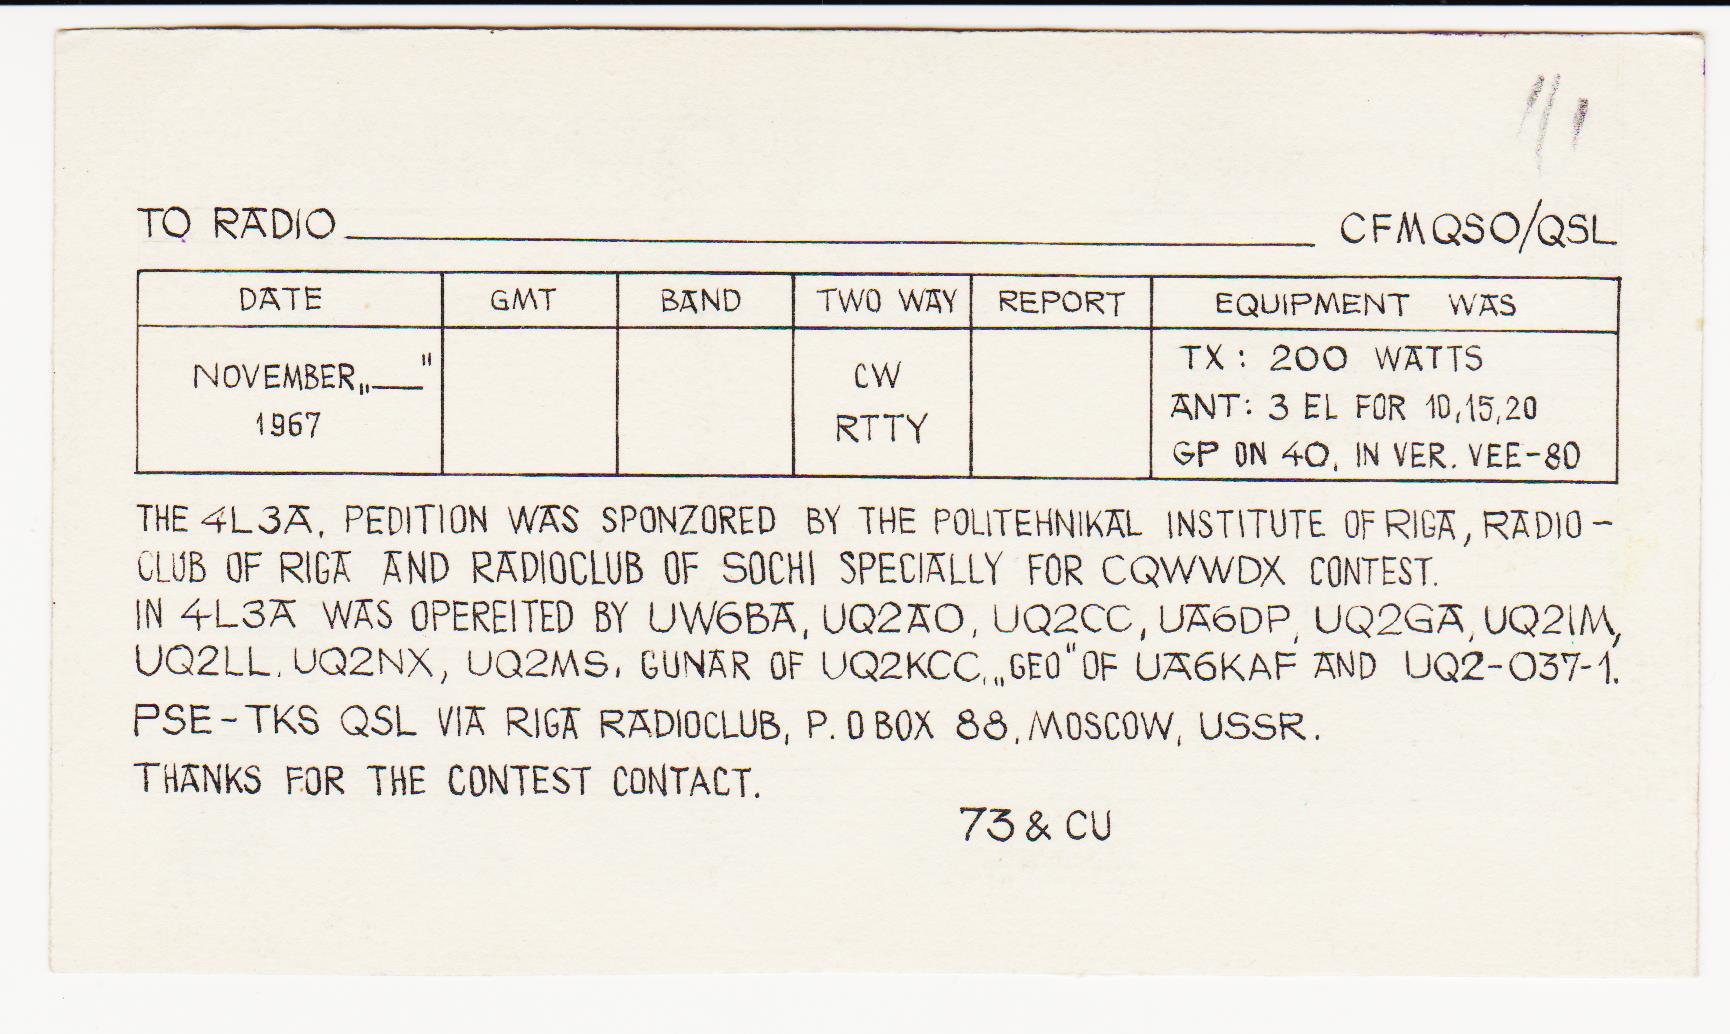 TO RADIO ____________ CFM QSO/QSL
DATE GMT BAND TWO WAY REPORT EQUIPMENT WAS
NOVEMBER „___"
1967
CW
RTTY
TX: 200 WATTS
ANT: 3 EL FOR 10,15,20
GP ON 40, IN VER. VEE-80
THE 4L3A. PEDITION WAS SPONZORED BY THE POLITEHNIKAL INSTITUTE OF RIGA, RADIO-
CLUB OF RIGA AND RADIOCLUB OF SOCHI SPECIALLY FOR CQWWDX CONTEST.
IN 4L3A WAS OPEREITED BY UW6BA, UQ2AO, UQ2CC, UA6DP, UQ2GA, UQ2IM,
UQ2LL, UQ2NX, UQ2MS, GUNAR OF UQ2KCC, „GEO" OF UA6KAF AND UQ2-037-1.
PSE-TKS QSL VIA RIGA RADIOCLUB, P. O BOX 88, MOSCOW, USSR.
THANKS FOR THE CONTEST CONTACT.
73 & CU